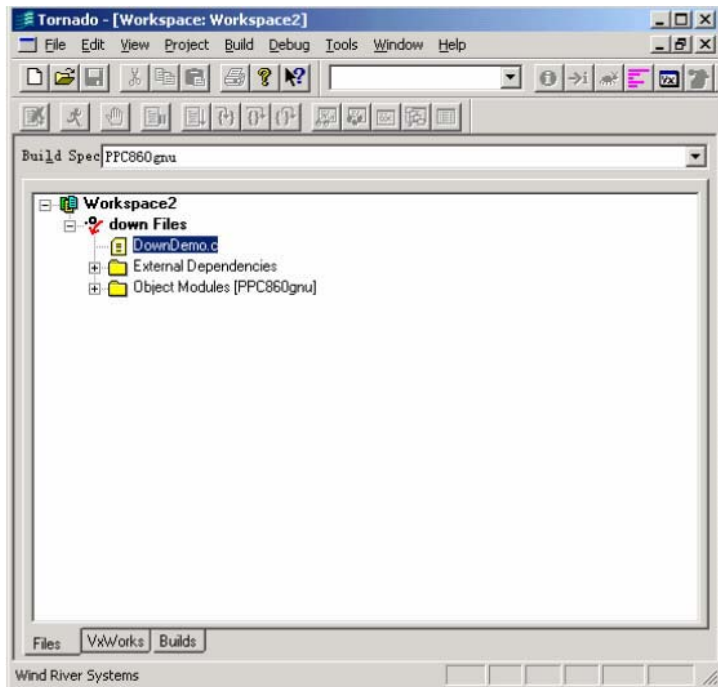 Tornado - [Workspace: Workspace2]
File Edit View Project Build Debug Tools Window Help
Build Spec PPC860gnu
Workspace2
down Files
DownDemo.c
External Dependencies
Object Modules [PPC860gnu]
Files VxWorks Builds
Wind River Systems